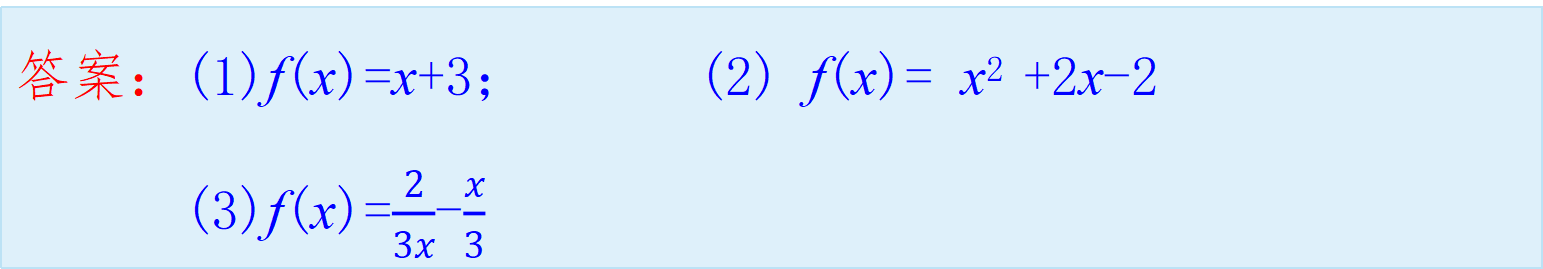 答案：(1)f(x)=x+3; (2) f(x)= x² +2x-2
(3)f(x)=2/3x-x/3